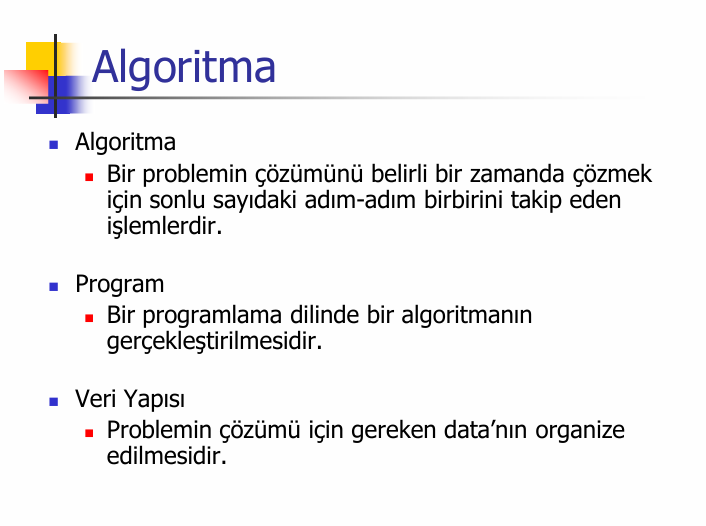 Algoritma
Algoritma
Bir problemin çözümünü belirli bir zamanda çözmek
için sonlu sayıdaki adım-adım birbirini takip eden
işlemlerdir.
Program
Bir programlama dilinde bir algoritmanın
gerçekleştirilmesidir.
Veri Yapısı
Problemin çözümü için gereken data’nın organize
edilmesidir.